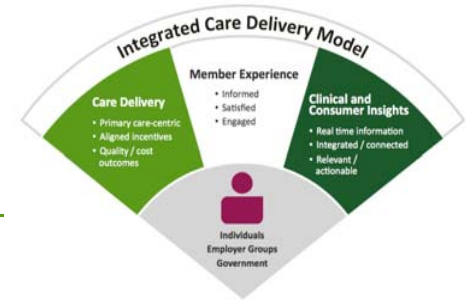 Integrated Care Delivery Model
Care Delivery
• Primary care-centric
• Aligned incentives
• Quality / cost
outcomes
Member Experience
• Informed
• Satisfied
• Engaged
Clinical and
Consumer Insights
• Real time information
• Integrated / connected
• Relevant /
actionable
Individuals
Employer Groups
Government